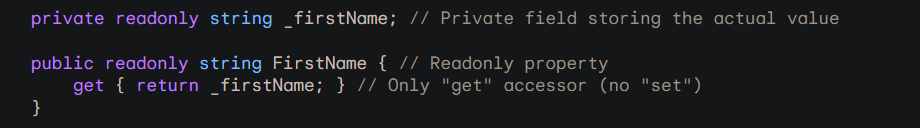 private readonly string _firstName; // Private field storing the actual value
public readonly string FirstName { // Readonly property
get { return _firstName; } // Only "get" accessor (no "set")
}